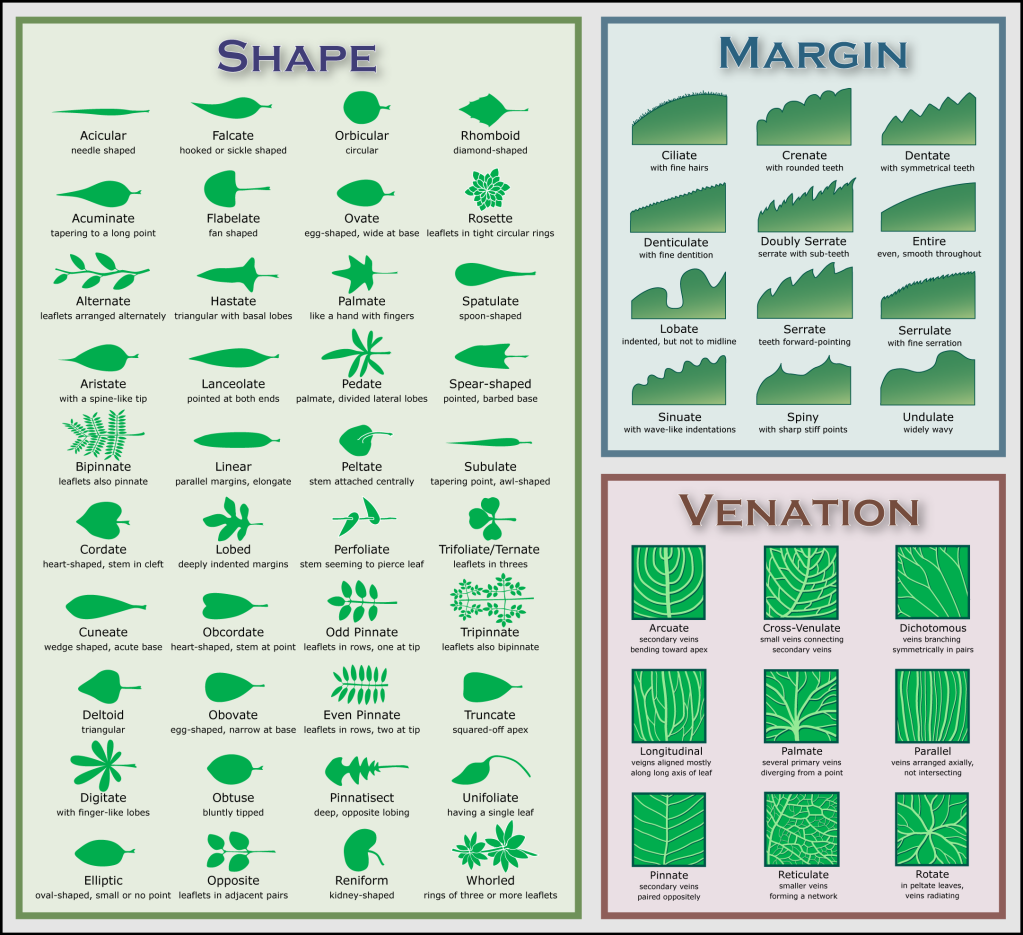 SHAPE
Acicular
needle shaped
Falcate
hooked or sickle shaped
Orbicular
circular
Rhomboid
diamond-shaped
Acuminate
tapering to a long point
Flabelate
fan shaped
Ovate
egg-shaped, wide at base
Rosette
leaflets in tight circular rings
Alternate
leaflets arranged alternately
Hastate
triangular with basal lobes
Palmate
like a hand with fingers
Spatulate
spoon-shaped
Aristate
with a spine-like tip
Lanceolate
pointed at both ends
Pedate
palmate, divided lateral lobes
Spear-shaped
pointed, barbed base
Bipinnate
leaflets also pinnate
Linear
parallel margins, elongate
Peltate
stem attached centrally
Subulate
tapering point, awl-shaped
Cordate
heart-shaped, stem in cleft
Lobed
deeply indented margins
Perfoliate
stem seeming to pierce leaf
Trifoliate/Ternate
leaflets in threes
Cuneate
wedge shaped, acute base
Obcordate
heart-shaped, stem at point
Odd Pinnate
leaflets in rows, one at tip
Tripinnate
leaflets also bipinnate
Deltoid
triangular
Obovate
egg-shaped, narrow at base
Even Pinnate
leaflets in rows, two at tip
Truncate
squared-off apex
Digitate
with finger-like lobes
Obtuse
bluntly tipped
Pinnatisect
deep, opposite lobing
Unifoliate
having a single leaf
Elliptic
oval-shaped, small or no point
Opposite
leaflets in adjacent pairs
Reniform
kidney-shaped
Whorled
rings of three or more leaflets
MARGIN
Ciliate
with fine hairs
Crenate
with rounded teeth
Dentate
with symmetrical teeth
Denticulate
with fine dentition
Doubly Serrate
serrate with sub-teeth
Entire
even, smooth throughout
Lobate
indented, but not to midline
Serrate
teeth forward-pointing
Serrulate
with fine serration
Sinuate
with wave-like indentations
Spiny
with sharp stiff points
Undulate
widely wavy
VENATION
Arcuate
secondary veins
bending toward apex
Cross-Venulate
small veins connecting
secondary veins
Dichotomous
veins branching
symmetrically in pairs
Longitudinal
veigns aligned mostly
along long axis of leaf
Palmate
several primary veins
diverging from a point
Parallel
veins arranged axially,
not intersecting
Pinnate
secondary veins
paired oppositely
Reticulate
smaller veins
forming a network
Rotate
in peltate leaves,
veins radiating